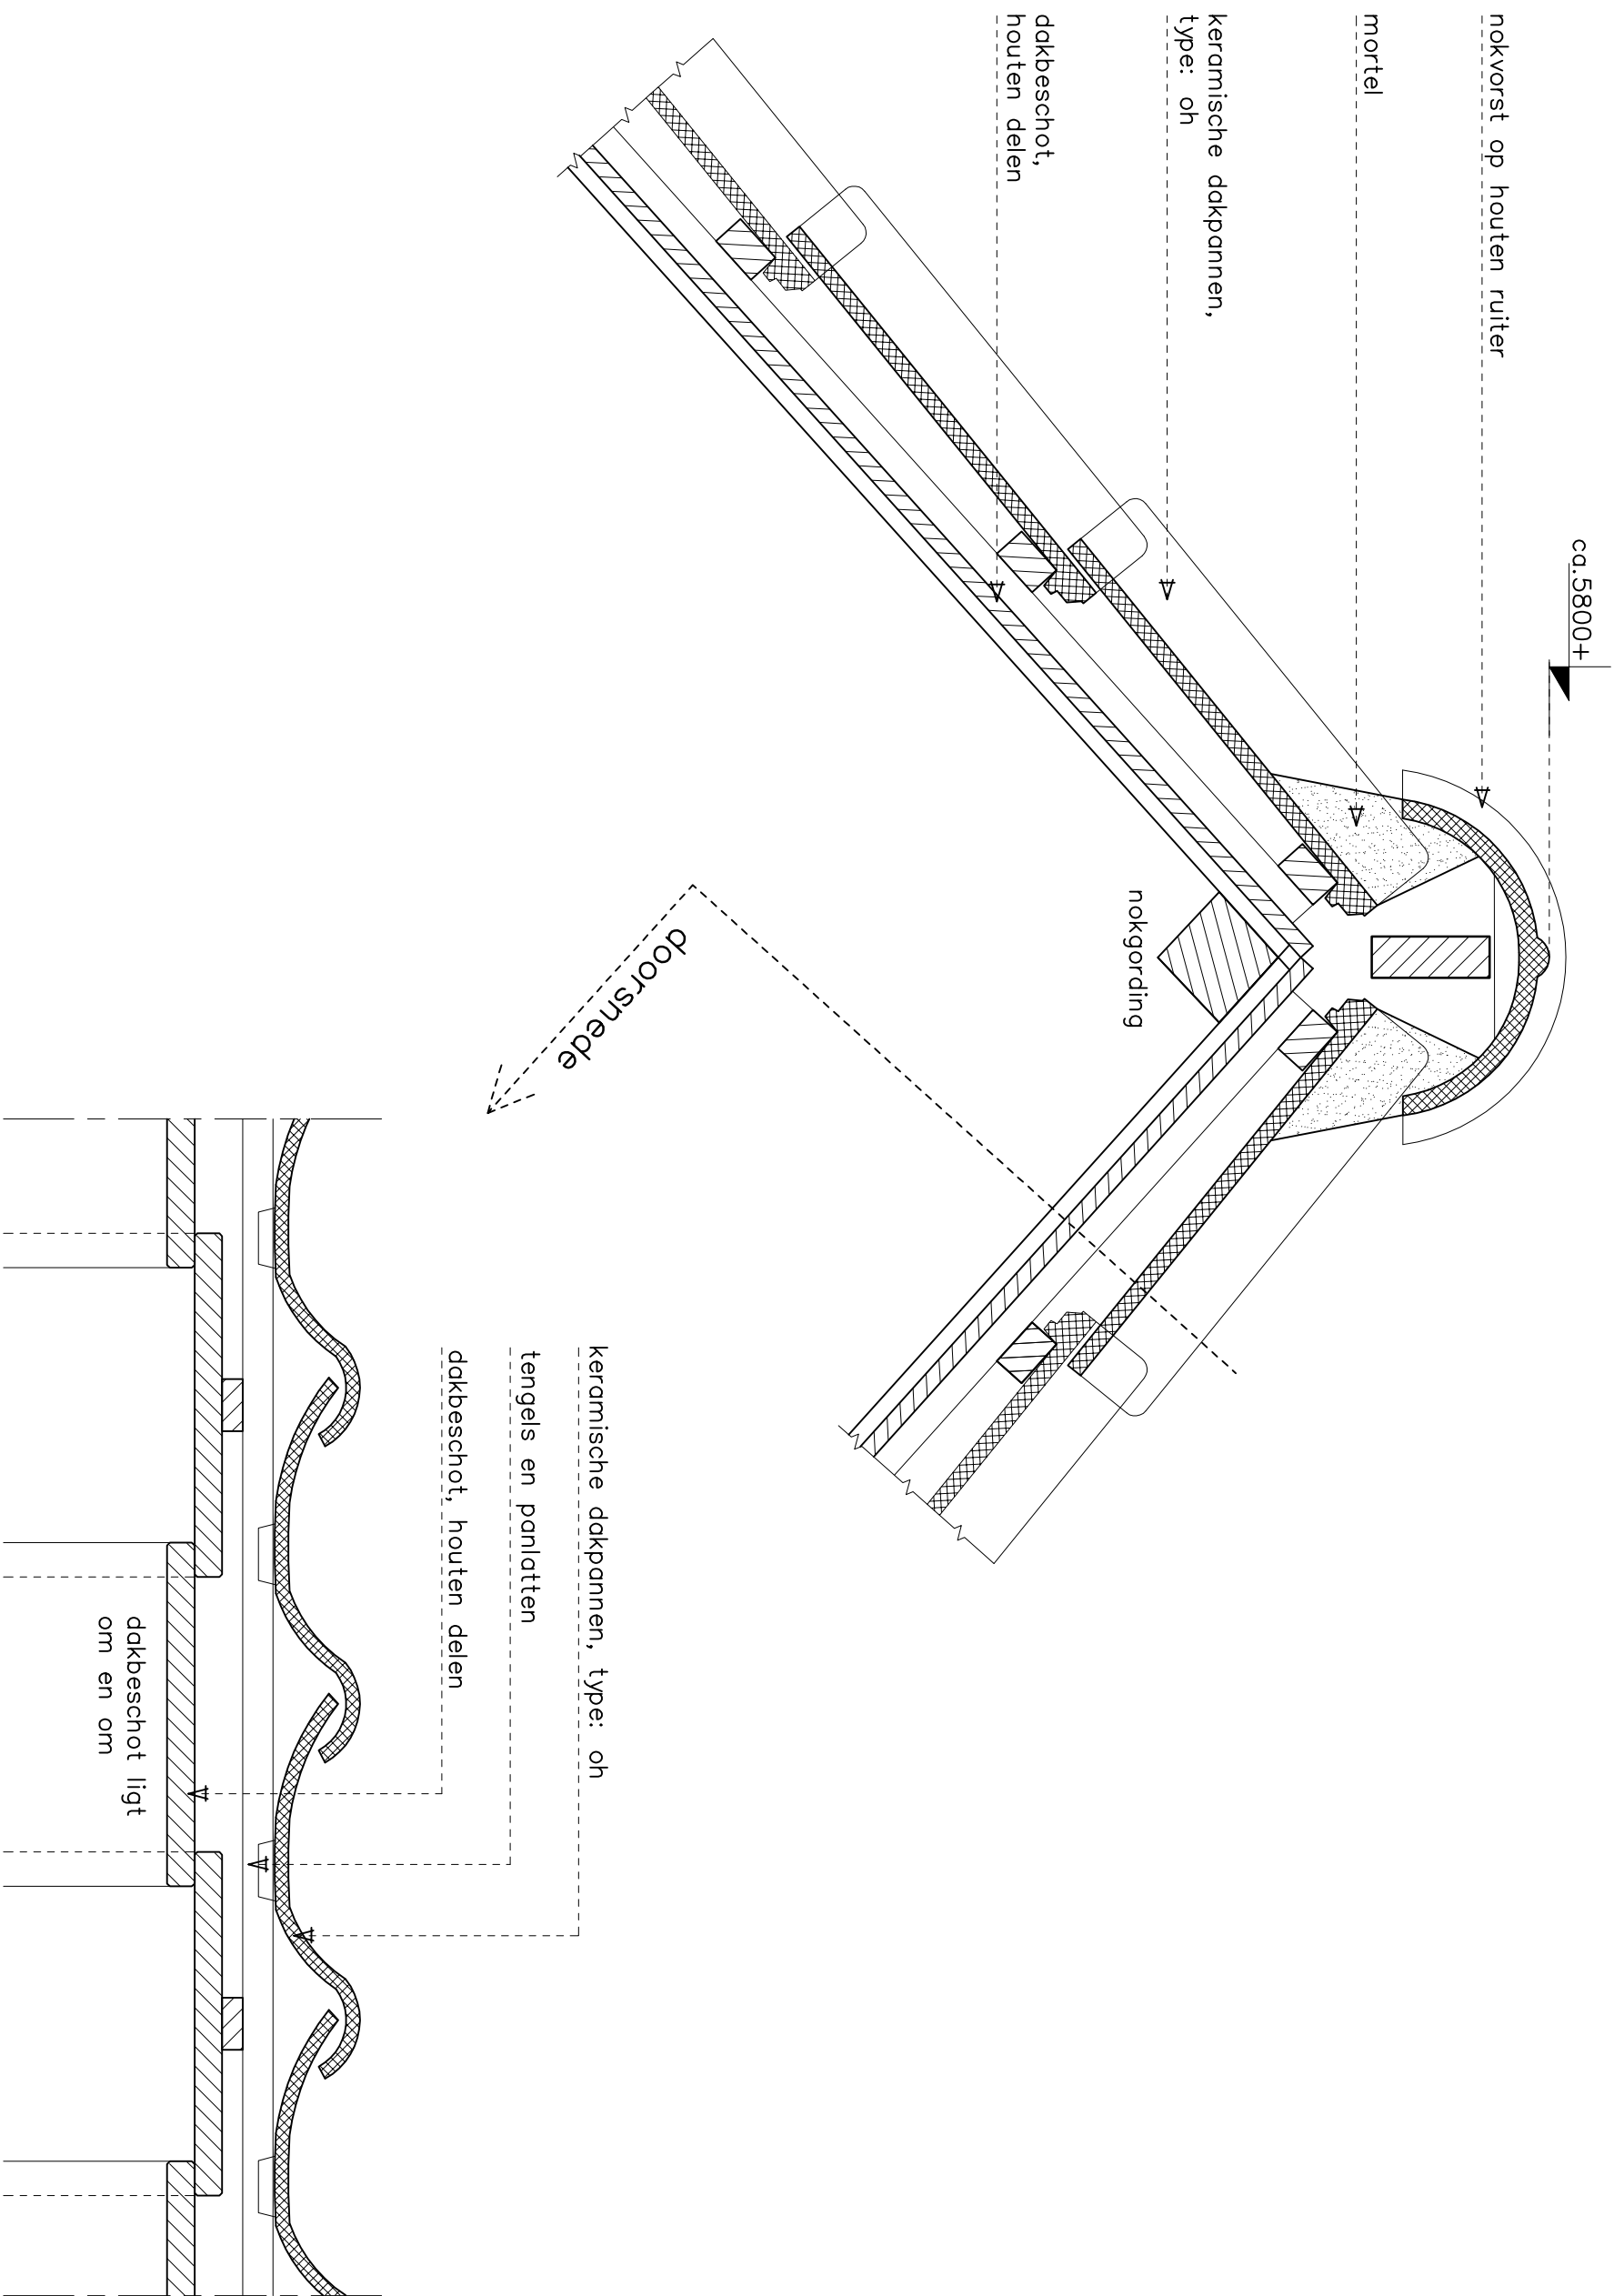 ca.5800+
nokvorst op houten ruiter
mortel
keramische dakpannen,
type: oh
dakbeschot,
houten delen
nokgording
doorsnede
keramische dakpannen, type: oh
tengels en panlatten
dakbeschot, houten delen
dakbeschot ligt
om en om